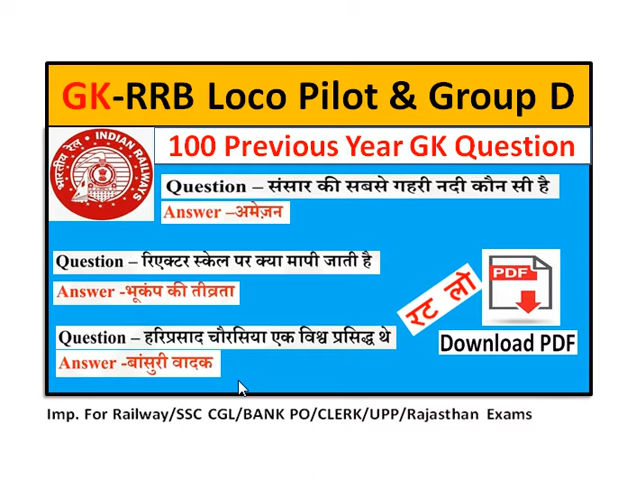 GK-RRB Loco Pilot & Group D
भारतीय रेल INDIAN RAILWAYS
100 Previous Year GK Question
Question – संसार की सबसे गहरी नदी कौन सी है
Answer –अमेज़न
Question – रिएक्टर स्केल पर क्या मापी जाती है
Answer -भूकंप की तीव्रता
रट लो
PDF
Question – हरिप्रसाद चौरसिया एक विश्व प्रसिद्ध थे
Answer -बांसुरी वादक
Download PDF
Imp. For Railway/SSC CGL/BANK PO/CLERK/UPP/Rajasthan Exams